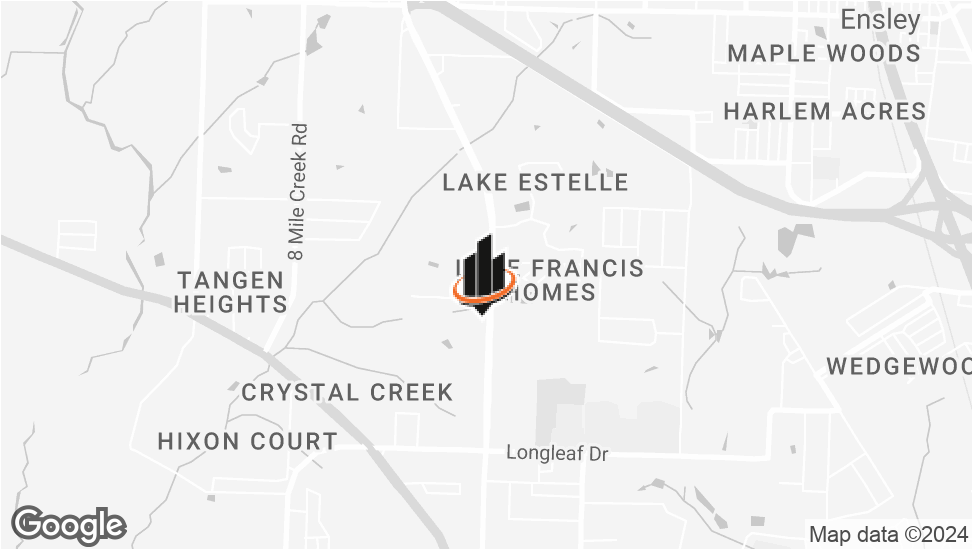 Ensley
MAPLE WOODS
HARLEM ACRES
8 Mile Creek Rd
LAKE ESTELLE
FRANCIS
HOMES
TANGEN
HEIGHTS
WEDGEWOO
CRYSTAL CREEK
HIXON COURT
Longleaf Dr
Google
Map data ©2024